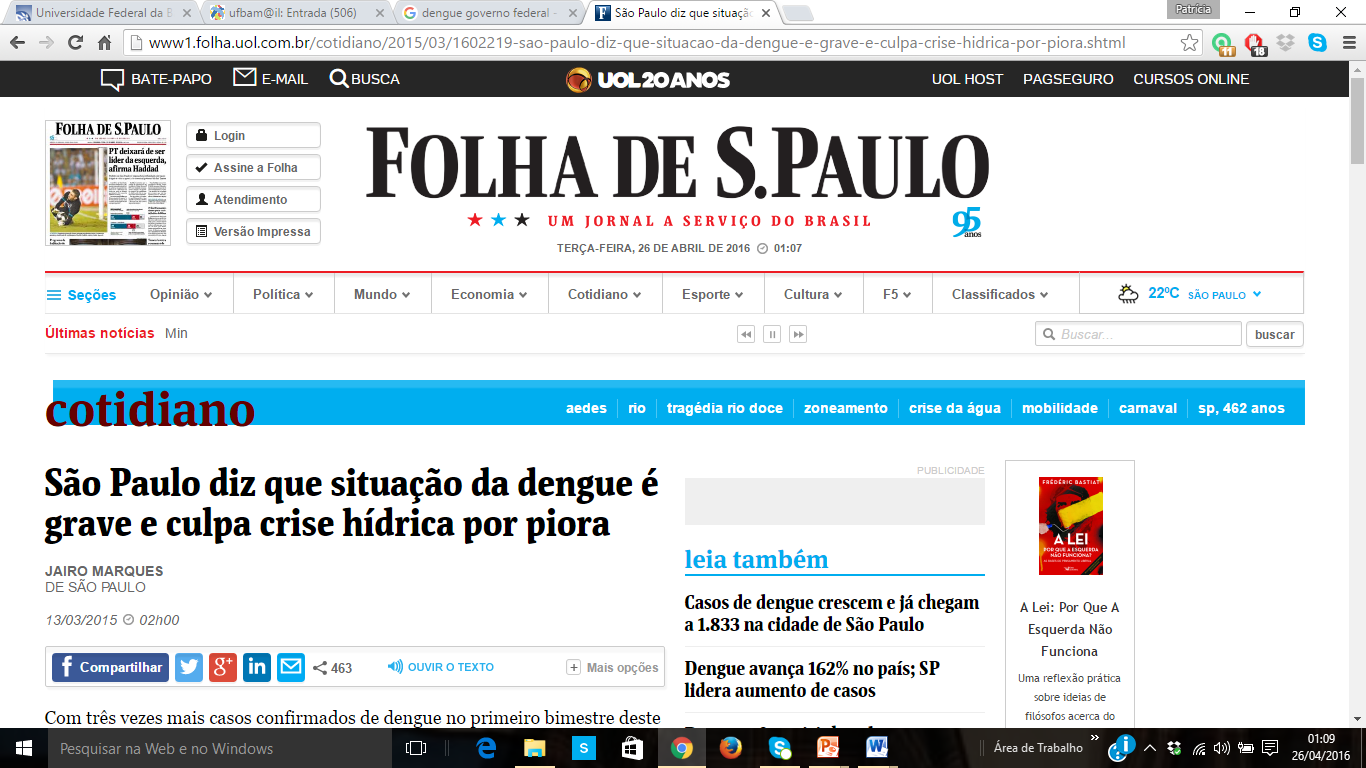 Universidade Federal da B
ufbam@il: Entrada (506)
dengue governo federal -
São Paulo diz que situaçã
Patrícia
www1.folha.uol.com.br/cotidiano/2015/03/1602219-sao-paulo-diz-que-situacao-da-dengue-e-grave-e-culpa-crise-hidrica-por-piora.shtml
11
18
BATE-PAPO E-MAIL BUSCA
UOL 20 ANOS
UOL HOST PAGSEGURO CURSOS ONLINE
FOLHA DE S.PAULO
PT deixará de ser
líder da esquerda,
afirma Haddad
Login
Assine a Folha
Atendimento
Versão Impressa
FOLHA DE S.PAULO
UM JORNAL A SERVIÇO DO BRASIL
95
anos
TERÇA-FEIRA, 26 DE ABRIL DE 2016 01:07
Seções Opinião Política Mundo Economia Cotidiano Esporte Cultura F5 Classificados 22ºC SÃO PAULO
Últimas notícias Min
Buscar... buscar
cotidiano
aedes rio tragédia rio doce zoneamento crise da água mobilidade carnaval sp, 462 anos
São Paulo diz que situação da dengue é
grave e culpa crise hídrica por piora
JAIRO MARQUES
DE SÃO PAULO
13/03/2015 02h00
Compartilhar 463 OUVIR O TEXTO Mais opções
Com três vezes mais casos confirmados de dengue no primeiro bimestre deste
PUBLICIDADE
leia também
Casos de dengue crescem e já chegam
a 1.833 na cidade de São Paulo
Dengue avança 162% no país; SP
lidera aumento de casos
FRÉDÉRIC BASTIAT
A LEI
POR QUE A ESQUERDA
NÃO FUNCIONA?
A Lei: Por Que A
Esquerda Não
Funciona
Uma reflexão prática
sobre ideias de
filósofos acerca do
Pesquisar na Web e no Windows
Área de Trabalho
01:09
26/04/2016